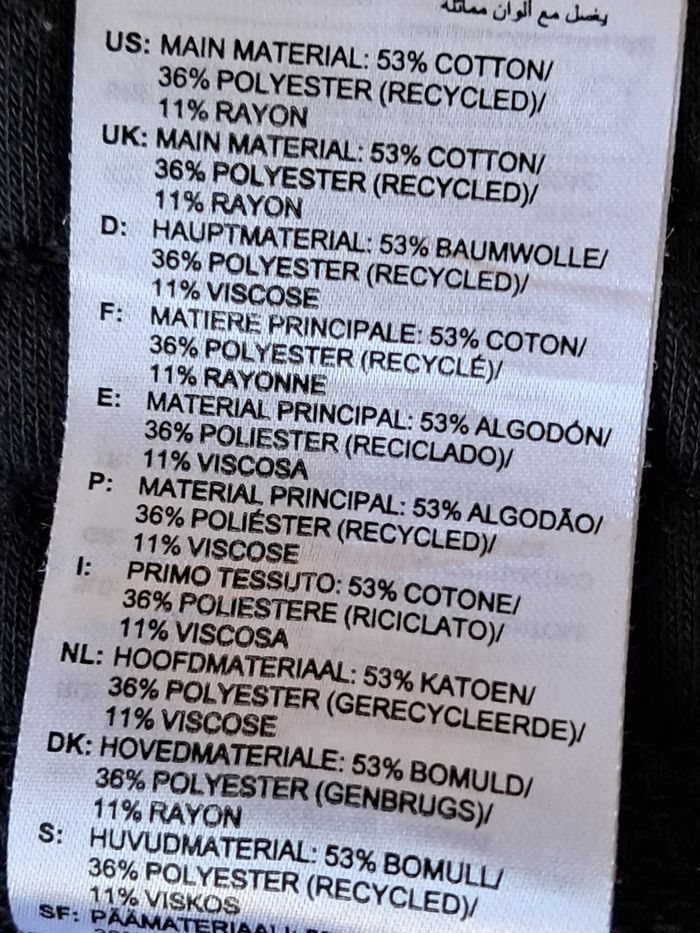 يغسل مع ألوان مماثلة
US: MAIN MATERIAL: 53% COTTON/
36% POLYESTER (RECYCLED)/
11% RAYON
UK: MAIN MATERIAL: 53% COTTON/
36% POLYESTER (RECYCLED)/
11% RAYON
D: HAUPTMATERIAL: 53% BAUMWOLLE/
36% POLYESTER (RECYCLED)/
11% VISCOSE
F: MATIERE PRINCIPALE: 53% COTON/
36% POLYESTER (RECYCLÉ)/
11% RAYONNE
E: MATERIAL PRINCIPAL: 53% ALGODÓN/
36% POLIESTER (RECICLADO)/
11% VISCOSA
P: MATERIAL PRINCIPAL: 53% ALGODÃO/
36% POLIÉSTER (RECYCLED)/
11% VISCOSE
I: PRIMO TESSUTO: 53% COTONE/
36% POLIESTERE (RICICLATO)/
11% VISCOSA
NL: HOOFDMATERIAAL: 53% KATOEN/
36% POLYESTER (GERECYCLEERDE)/
11% VISCOSE
DK: HOVEDMATERIALE: 53% BOMULD/
36% POLYESTER (GENBRUGS)/
11% RAYON
S: HUVUDMATERIAL: 53% BOMULL/
36% POLYESTER (RECYCLED)/
11% VISKOS
SF: PÄÄMATERIAALI: